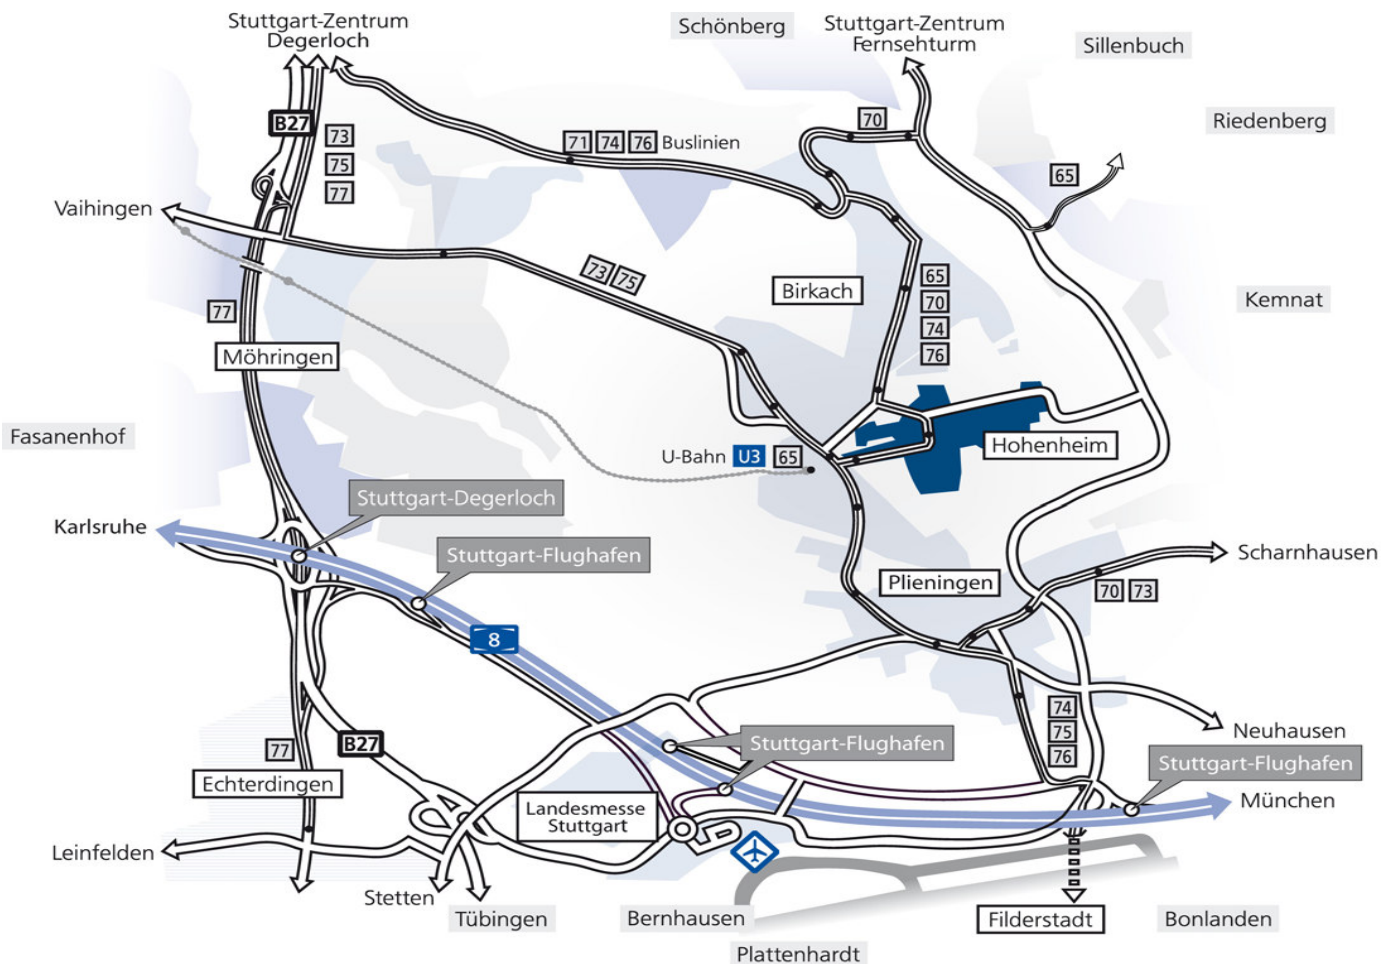 Stuttgart-Zentrum
Degerloch
Schönberg
Stuttgart-Zentrum
Fernsehturm
Sillenbuch
B27
73
75
77
71 74 76 Buslinien
70
Riedenberg
65
Vaihingen
73 75
Birkach
65
70
74
76
Kemnat
77
Möhringen
Fasanenhof
U-Bahn U3 65
Hohenheim
Stuttgart-Degerloch
Karlsruhe
Stuttgart-Flughafen
Scharnhausen
Plieningen
70 73
8
74
75
76
Neuhausen
77
B27
Stuttgart-Flughafen
Stuttgart-Flughafen
Echterdingen
Landesmesse
Stuttgart
München
Leinfelden
Stetten
Tübingen
Bernhausen
Filderstadt
Bonlanden
Plattenhardt